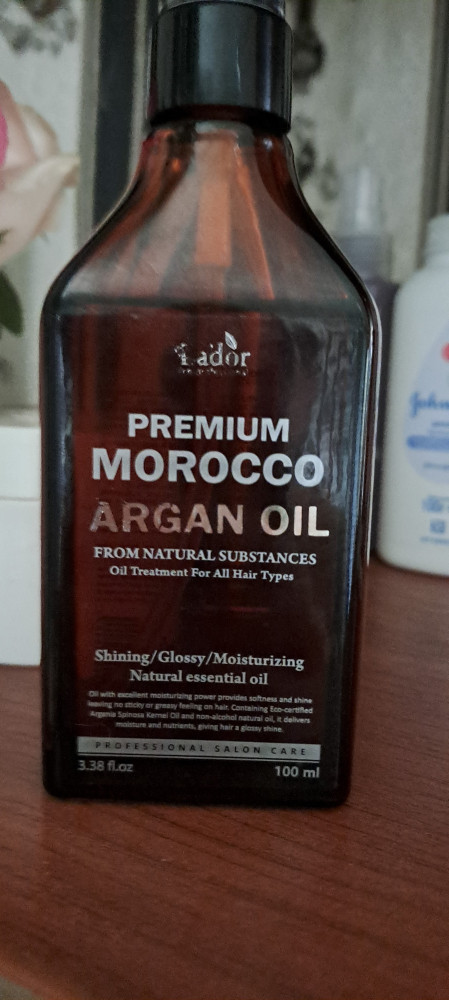 Lador
PREMIUM
MOROCCO
ARGAN OIL
FROM NATURAL SUBSTANCES
Oil Treatment For All Hair Types
Shining/Glossy/Moisturizing
Natural essential oil
Oil with excellent moisturizing power provides softness and shine
leaving no sticky or greasy feeling on hair. Containing Eco-certified
Argania Spinosa Kernel Oil and non-alcohol natural oil, it delivers
moisture and nutrients, giving hair a glossy shine.
PROFESSIONAL SALON CARE
3.38 fl.oz
100 ml